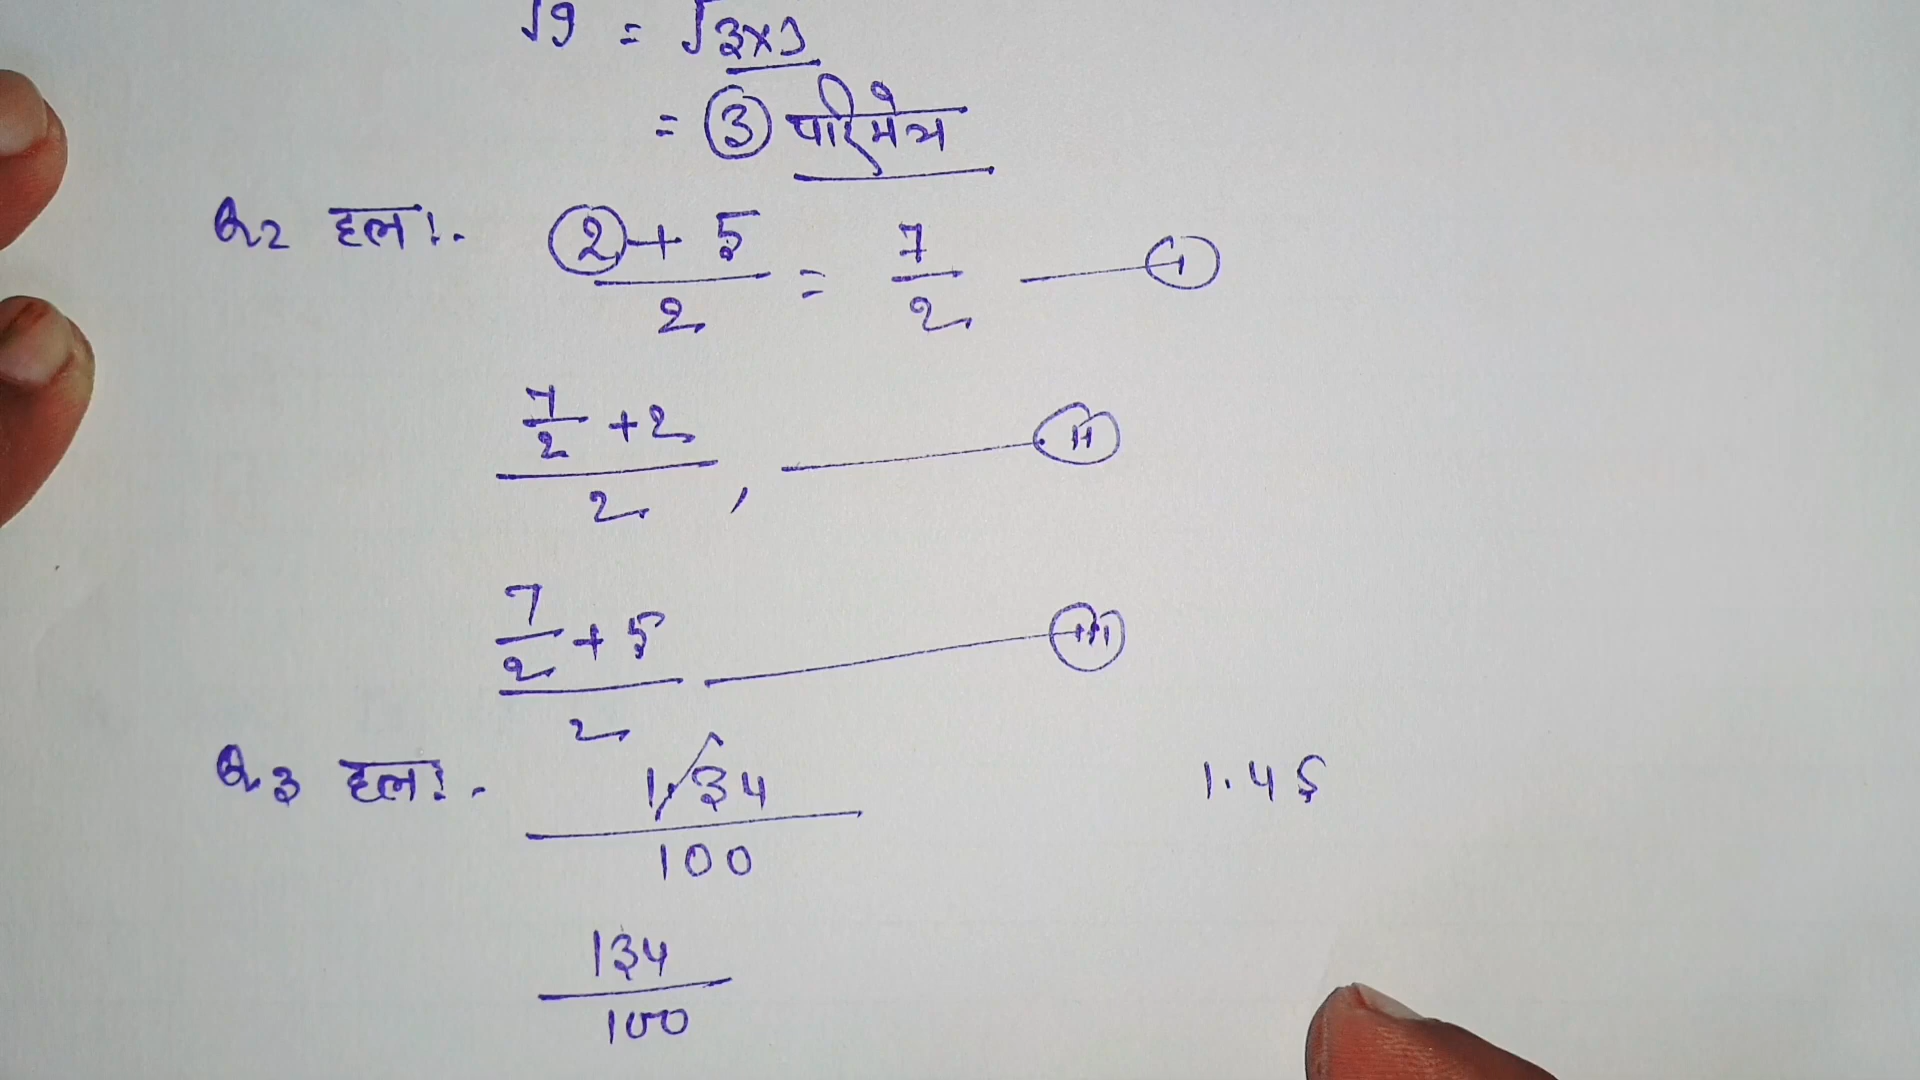 √9 = √3×3
= 3 परिमेय
Q2 हल:- 2 + 5 / 2 = 7 / 2 — I
7/2 + 2 / 2 , — II
7/2 + 5 / 2 — III
Q3 हल:- 1.34 / 100 1.45
134 / 100